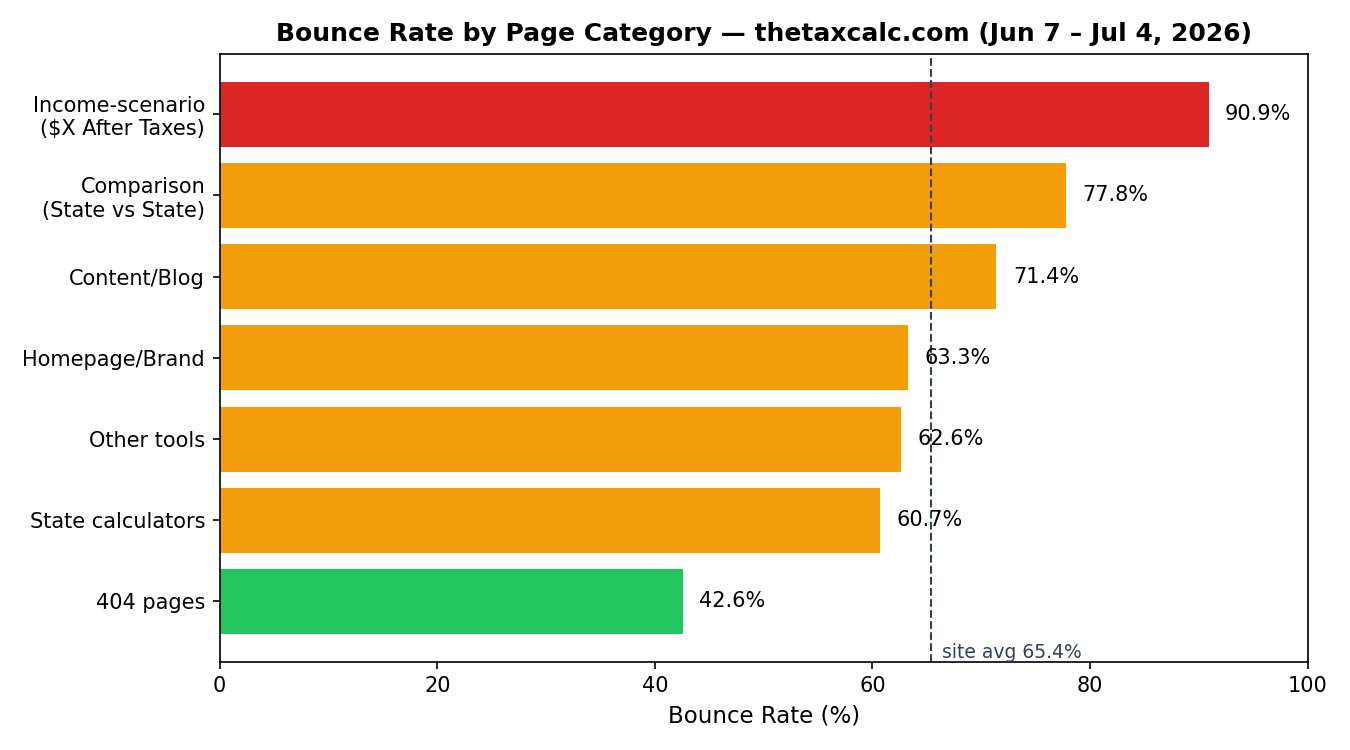 Bounce Rate by Page Category — thetaxcalc.com (Jun 7 – Jul 4, 2026)
Income-scenario
($X After Taxes)
90.9%
Comparison
(State vs State)
77.8%
Content/Blog
71.4%
Homepage/Brand
63.3%
Other tools
62.6%
State calculators
60.7%
404 pages
42.6%
site avg 65.4%
0 20 40 60 80 100
Bounce Rate (%)